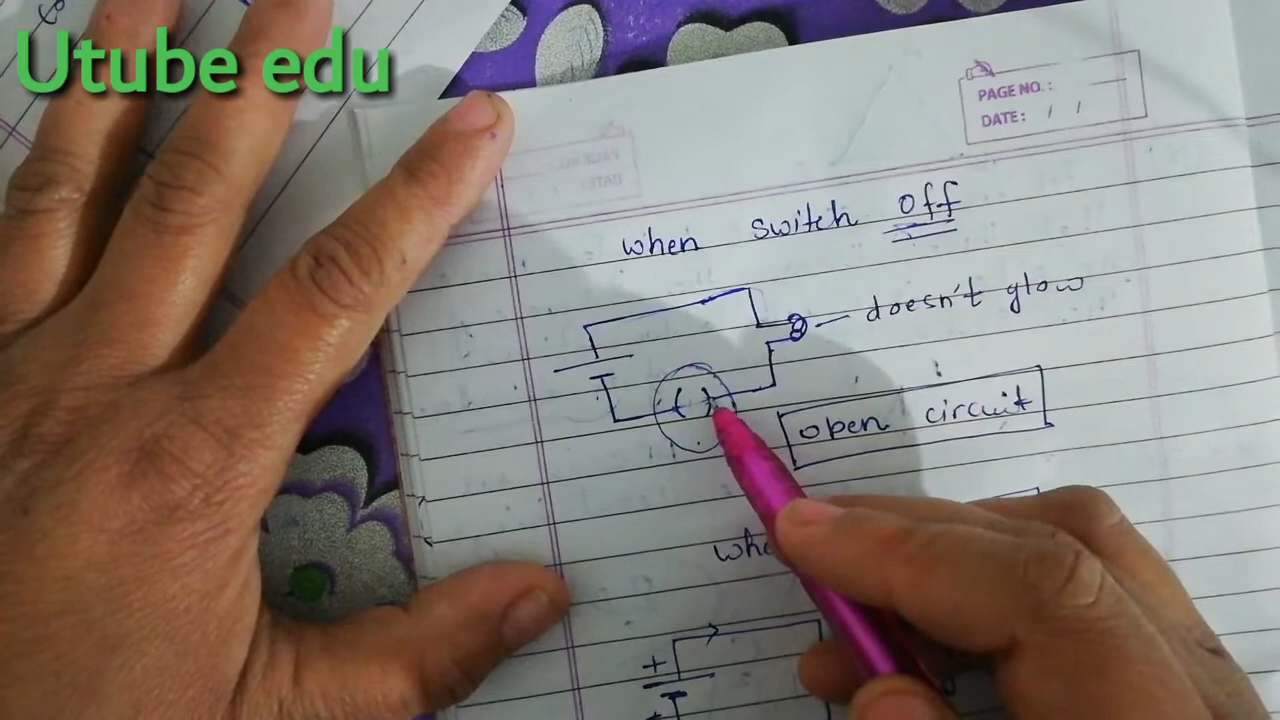 Utube edu
PAGE NO.:
DATE: / /
when switch off
doesn't glow
open circuit
+